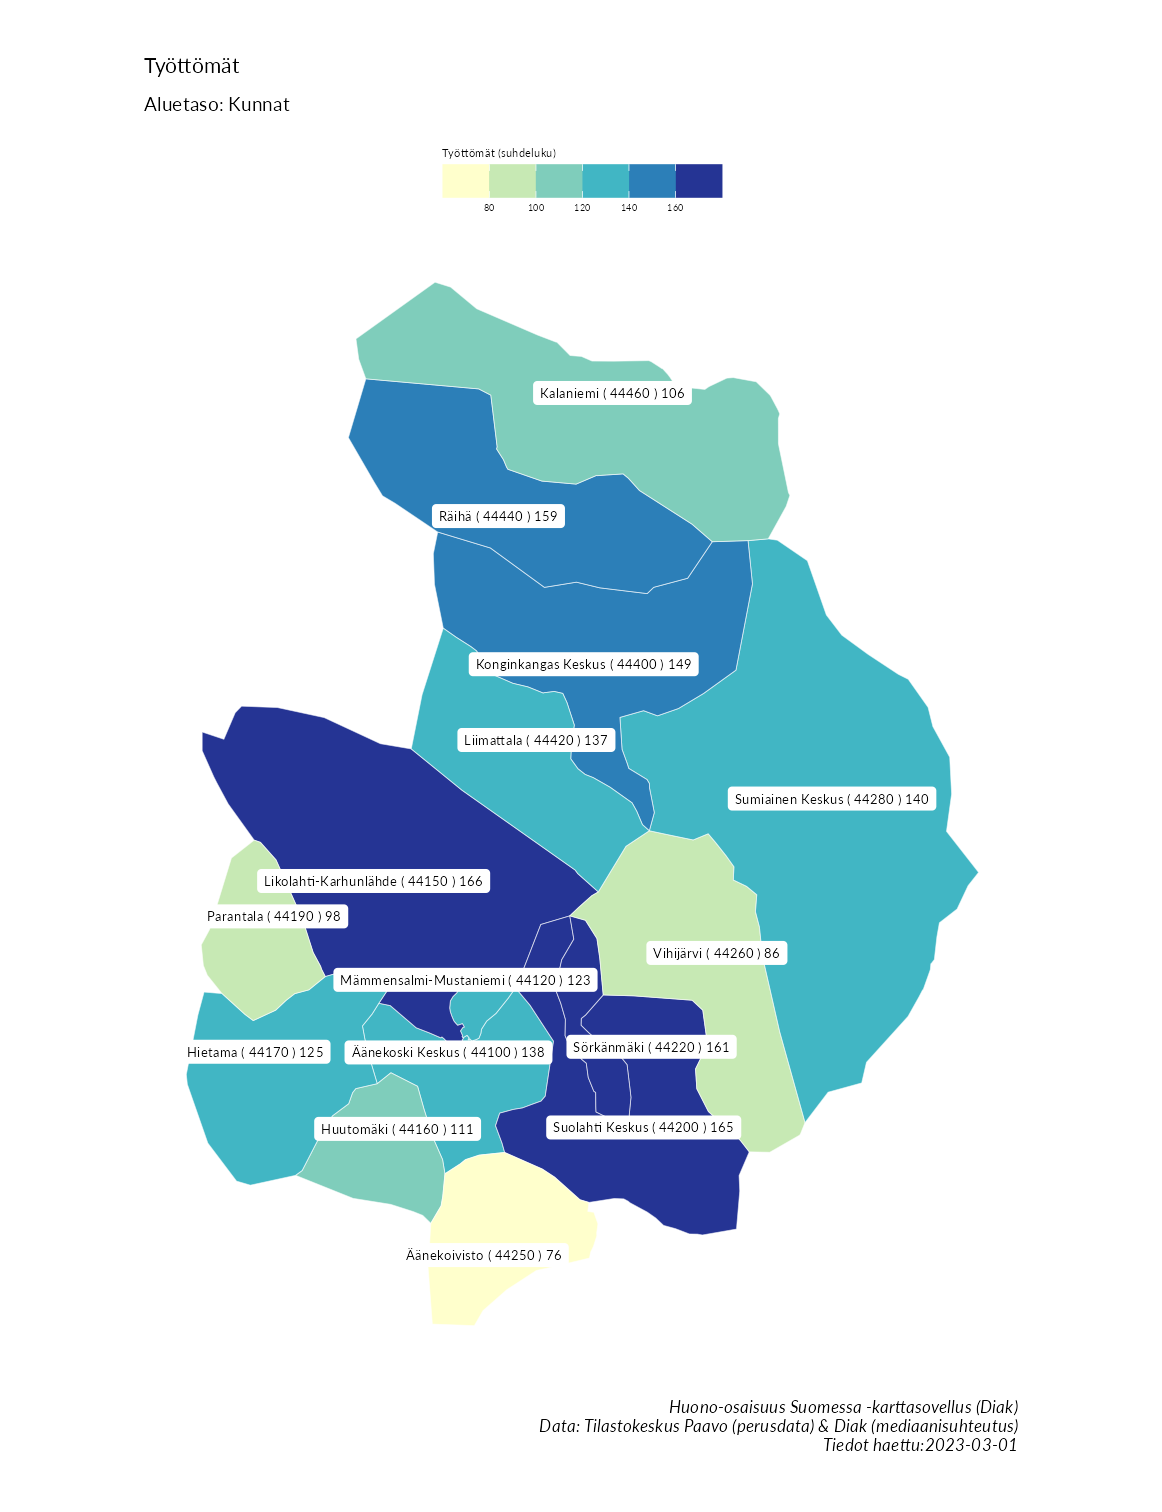 Työttömät
Aluetaso: Kunnat
Työttömät (suhdeluku)
80 100 120 140 160
Kalaniemi ( 44460 ) 106
Räihä ( 44440 ) 159
Konginkangas Keskus ( 44400 ) 149
Liimattala ( 44420 ) 137
Sumiainen Keskus ( 44280 ) 140
Likolahti-Karhunlähde ( 44150 ) 166
Parantala ( 44190 ) 98
Vihijärvi ( 44260 ) 86
Mämmensalmi-Mustaniemi ( 44120 ) 123
Sörkänmäki ( 44220 ) 161
Hietama ( 44170 ) 125
Äänekoski Keskus ( 44100 ) 138
Suolahti Keskus ( 44200 ) 165
Huutomäki ( 44160 ) 111
Äänekoivisto ( 44250 ) 76
Huono-osaisuus Suomessa -karttasovellus (Diak)
Data: Tilastokeskus Paavo (perusdata) & Diak (mediaanisuhteutus)
Tiedot haettu:2023-03-01